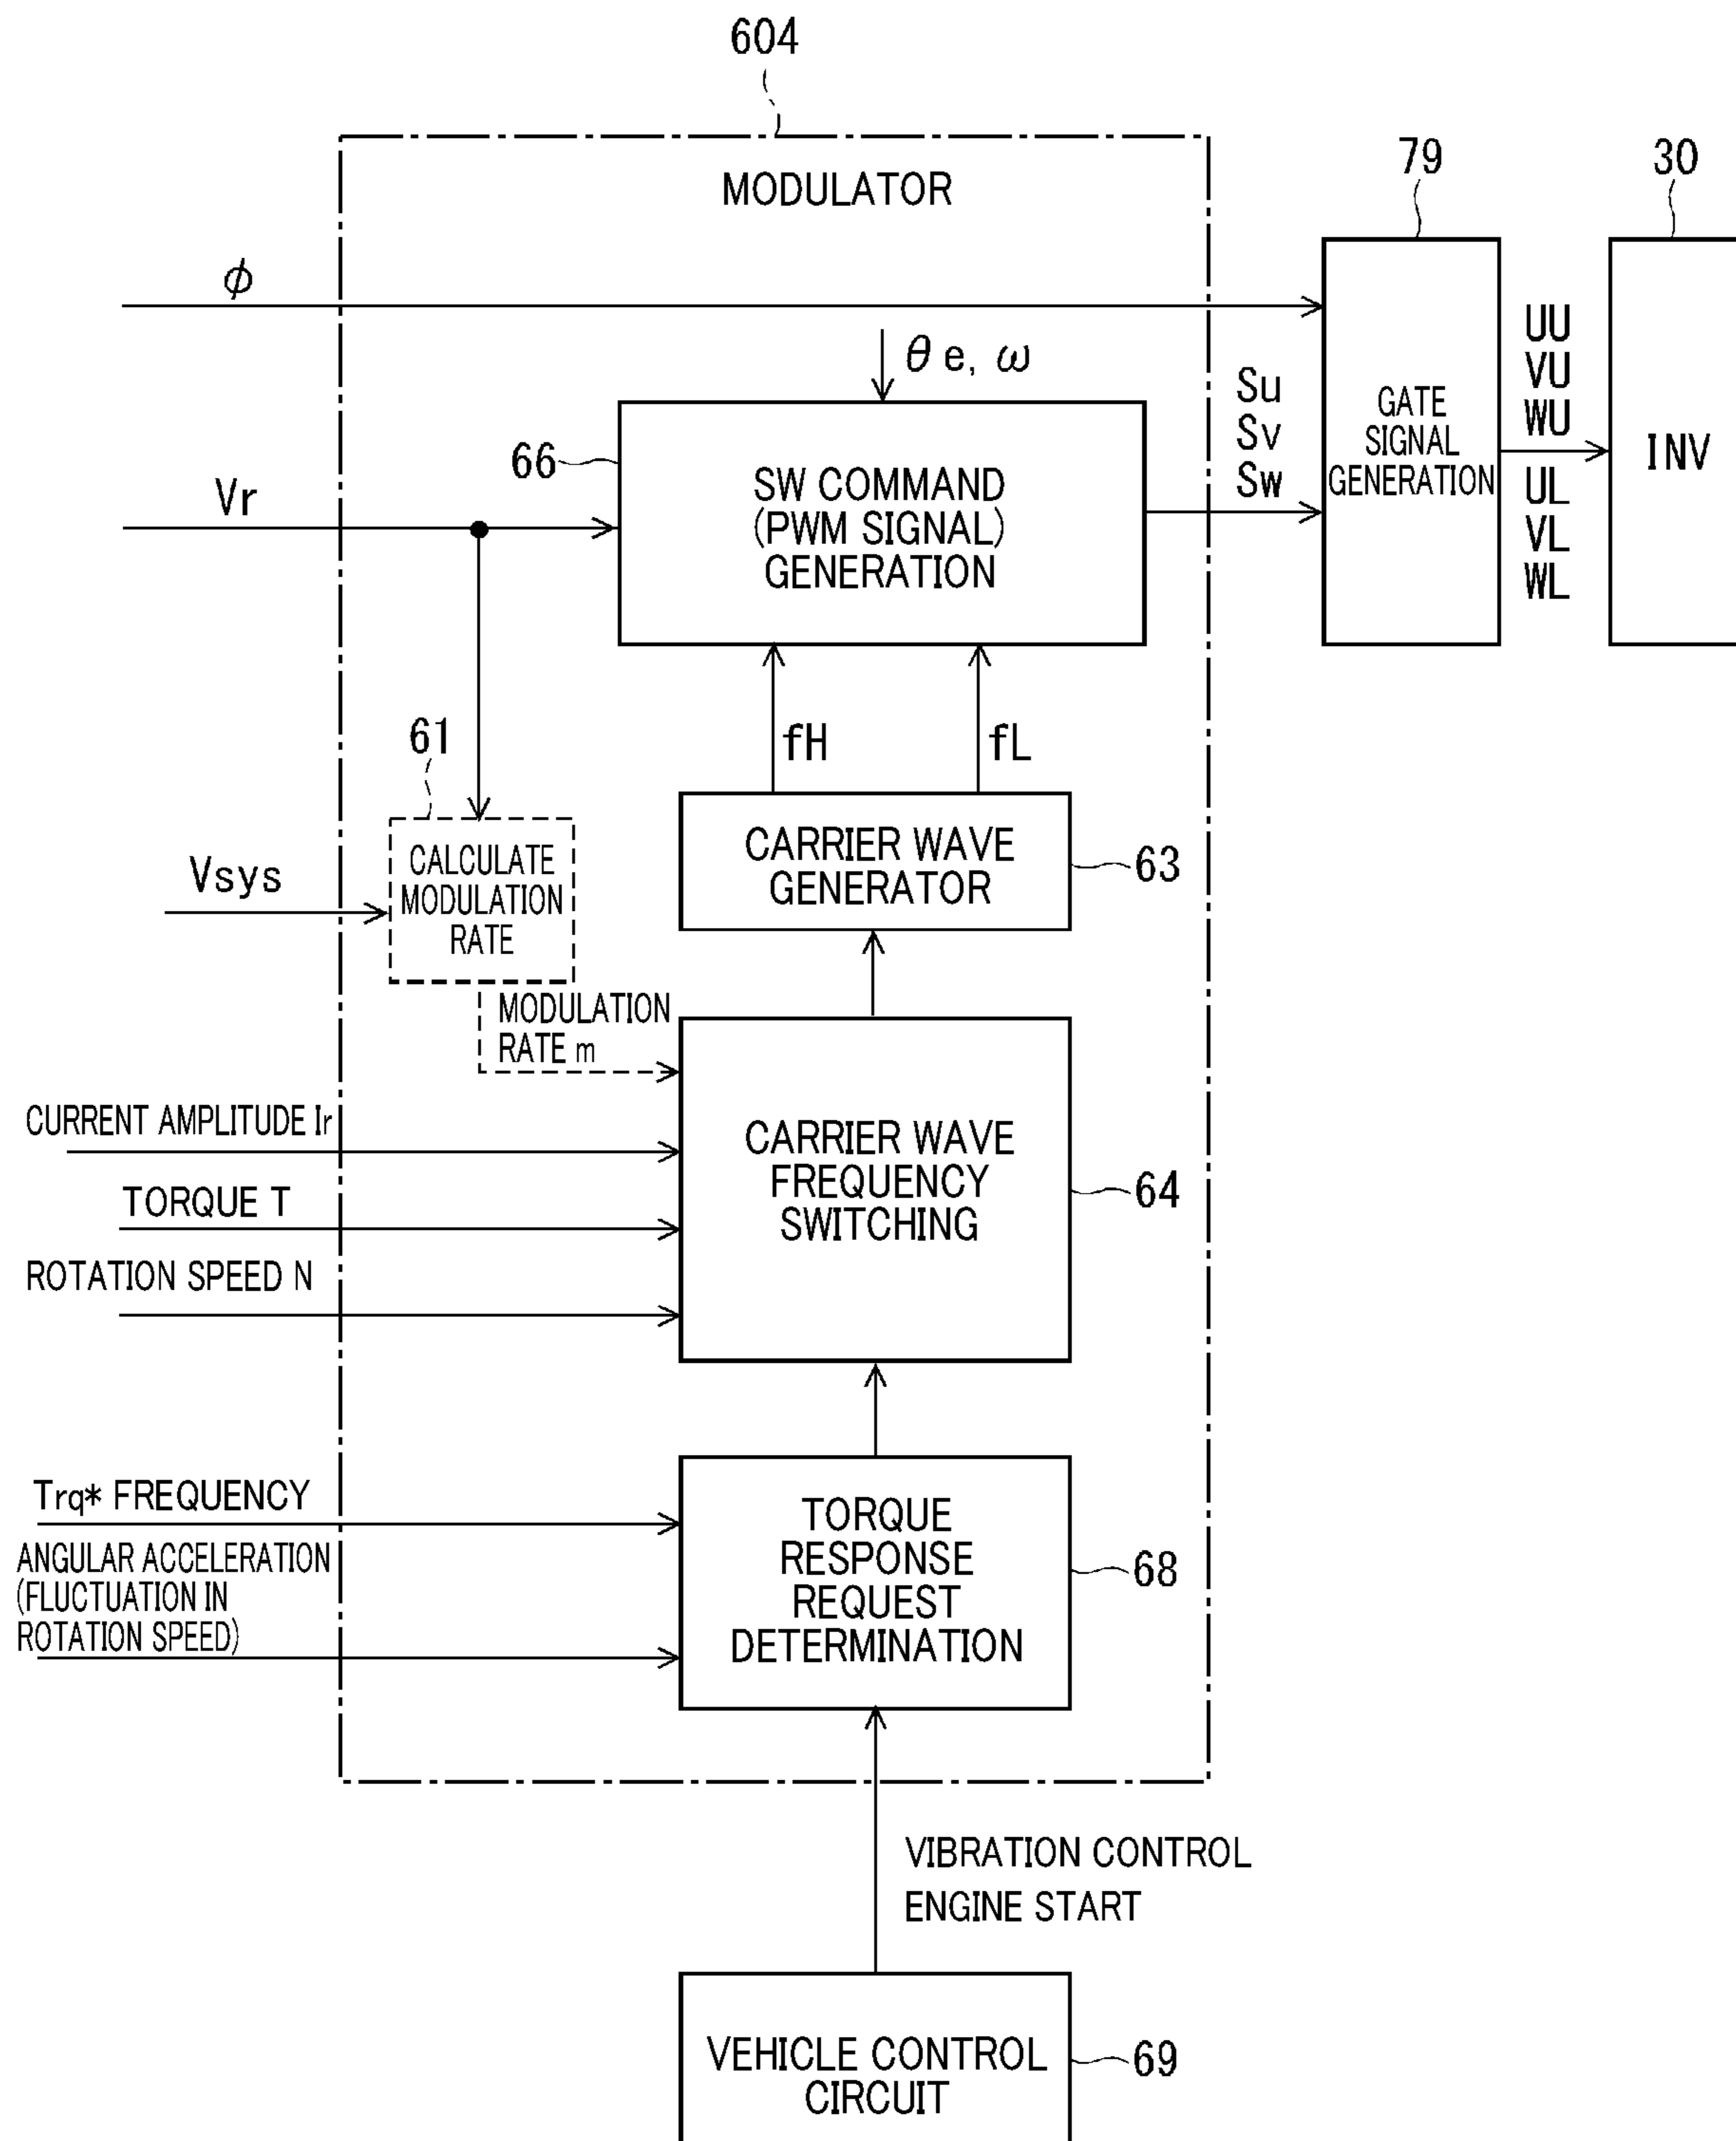 604
MODULATOR
79
30
φ
θe, ω
UU
VU
WU
Su
Sv
Sw
GATE
SIGNAL
GENERATION
INV
UL
VL
WL
66
Vr
SW COMMAND
(PWM SIGNAL)
GENERATION
fH
fL
61
CALCULATE
MODULATION
RATE
Vsys
CARRIER WAVE
GENERATOR
63
MODULATION
RATE m
CURRENT AMPLITUDE Ir
TORQUE T
ROTATION SPEED N
CARRIER WAVE
FREQUENCY
SWITCHING
64
Trq* FREQUENCY
ANGULAR ACCELERATION
(FLUCTUATION IN
ROTATION SPEED)
TORQUE
RESPONSE
REQUEST
DETERMINATION
68
VIBRATION CONTROL
ENGINE START
VEHICLE CONTROL
CIRCUIT
69